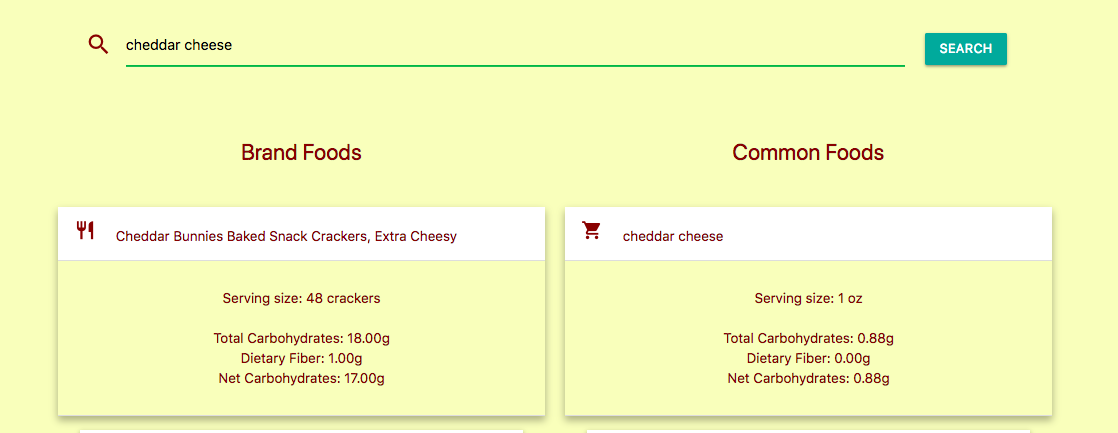 cheddar cheese
SEARCH
Brand Foods
Common Foods
Cheddar Bunnies Baked Snack Crackers, Extra Cheesy
Serving size: 48 crackers
Total Carbohydrates: 18.00g
Dietary Fiber: 1.00g
Net Carbohydrates: 17.00g
cheddar cheese
Serving size: 1 oz
Total Carbohydrates: 0.88g
Dietary Fiber: 0.00g
Net Carbohydrates: 0.88g